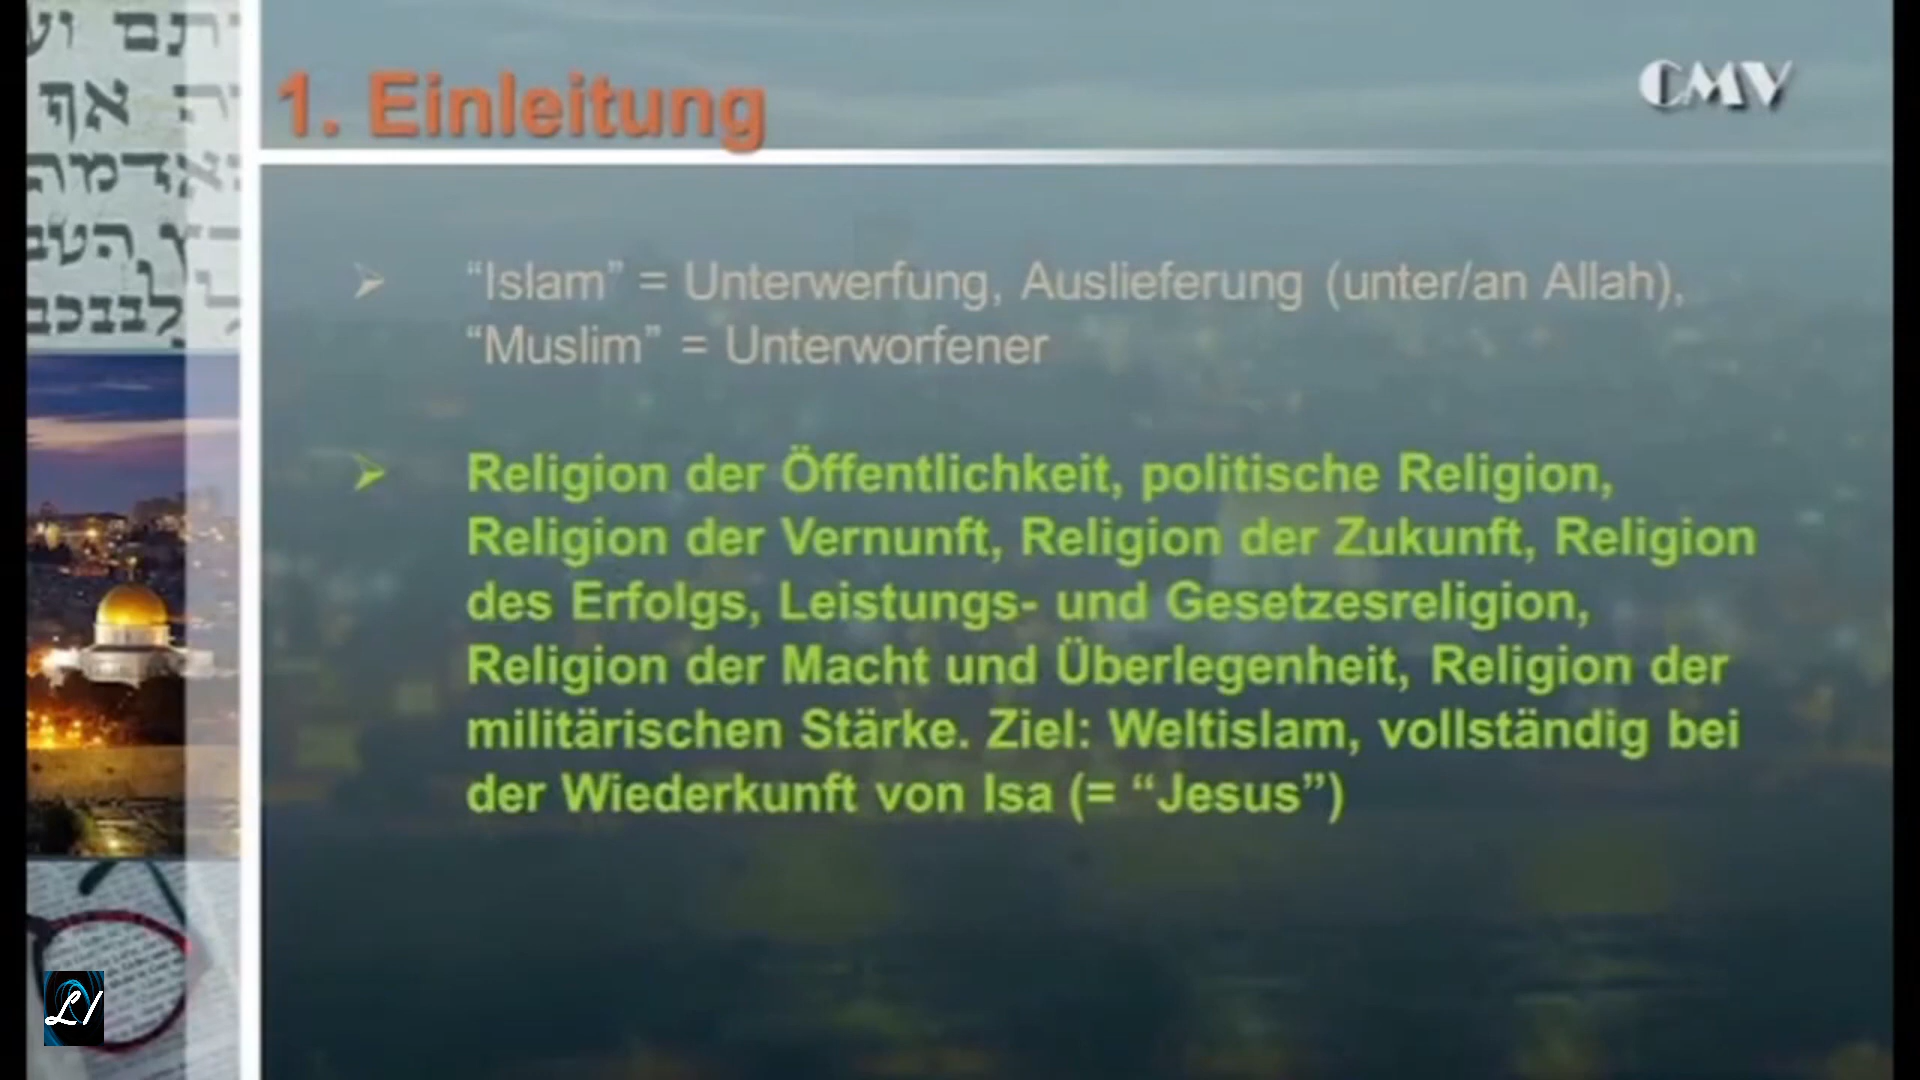 1. Einleitung
CMV
➢ “Islam” = Unterwerfung, Auslieferung (unter/an Allah),
“Muslim” = Unterworfener
➢ Religion der Öffentlichkeit, politische Religion,
Religion der Vernunft, Religion der Zukunft, Religion
des Erfolgs, Leistungs- und Gesetzesreligion,
Religion der Macht und Überlegenheit, Religion der
militärischen Stärke. Ziel: Weltislam, vollständig bei
der Wiederkunft von Isa (= “Jesus”)